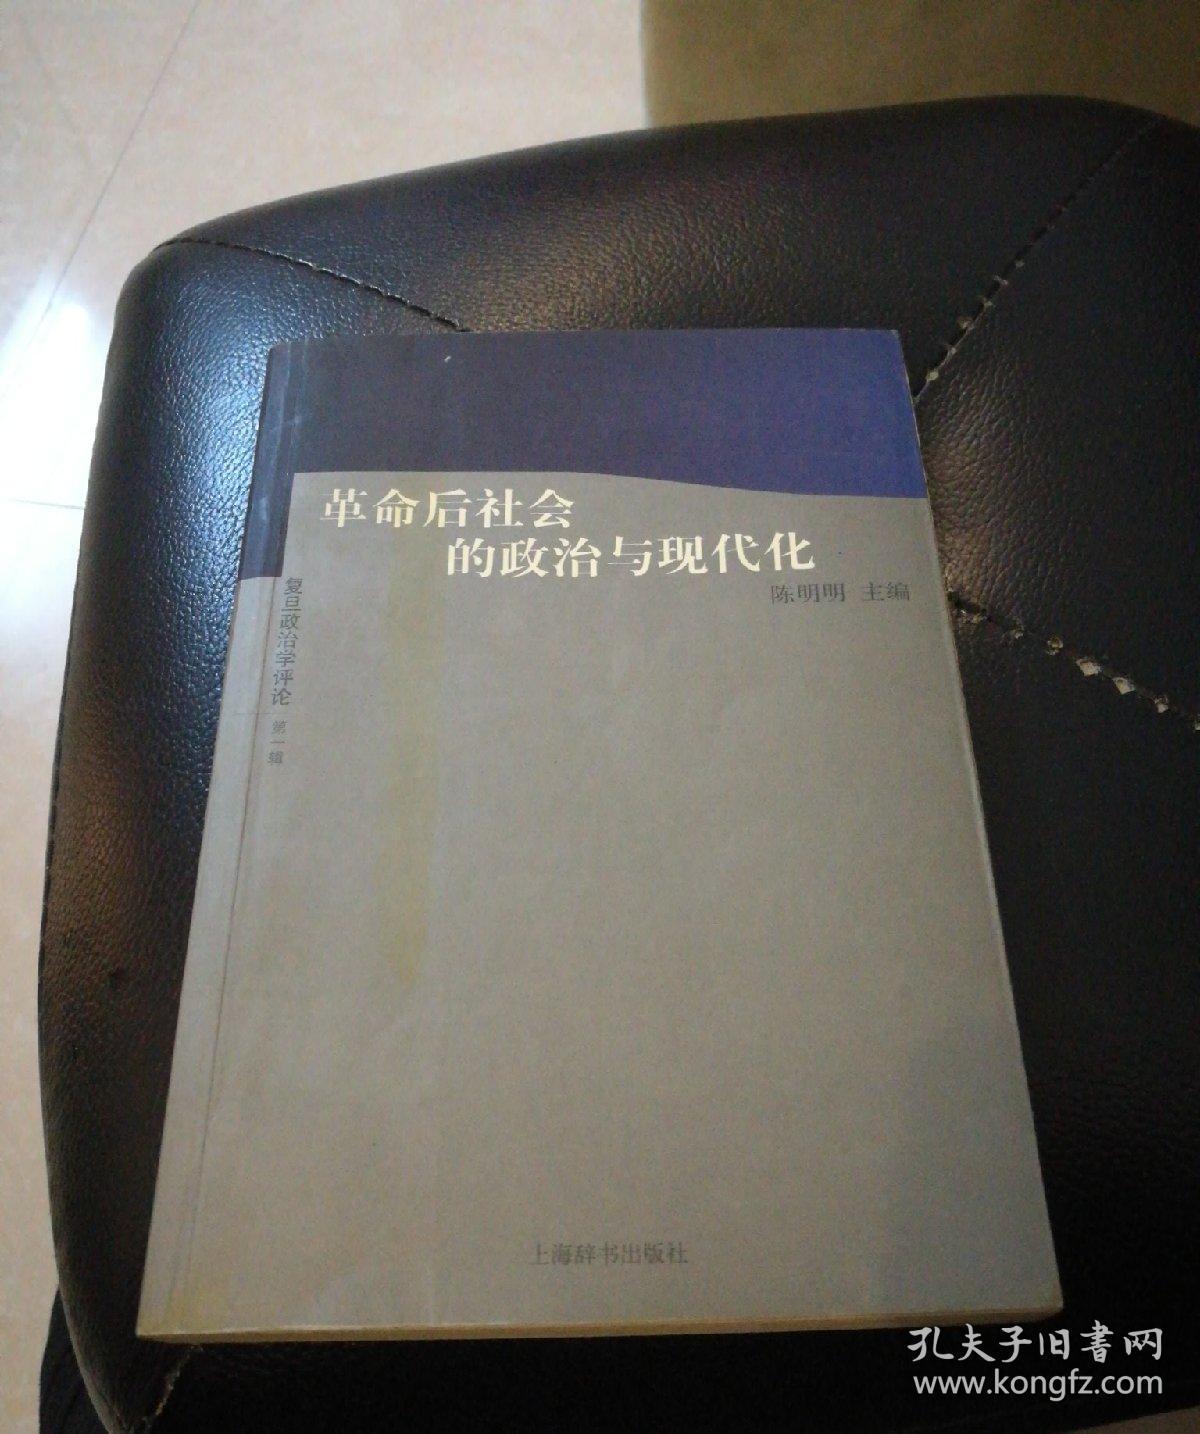 革命后社会
的政治与现代化
陈明明 主编
复旦政治学评论 第一辑
上海辞书出版社
孔夫子旧书网
www.kongfz.com